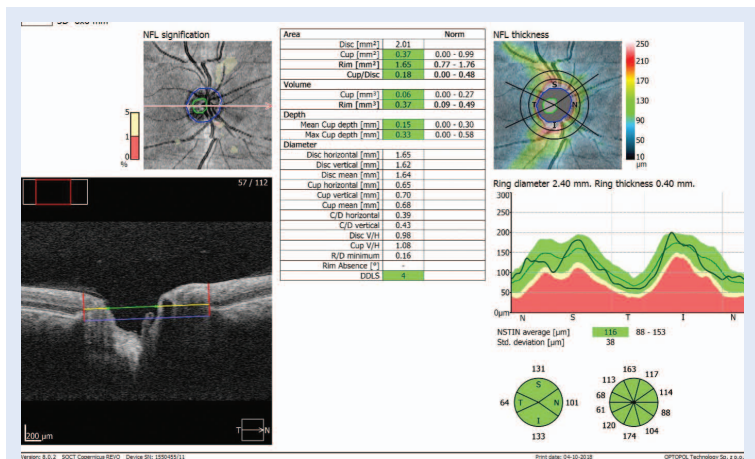 NFL signification
5
1
0
%
57 / 112
200 µm
T N
Area Norm
Disc [mm²] 2.01
Cup [mm²] 0.37 0.00 - 0.99
Rim [mm²] 1.65 0.77 - 1.76
Cup/Disc 0.18 0.00 - 0.48
Volume
Cup [mm³] 0.06 0.00 - 0.27
Rim [mm³] 0.37 0.09 - 0.49
Depth
Mean Cup depth [mm] 0.15 0.00 - 0.30
Max Cup depth [mm] 0.33 0.00 - 0.58
Diameter
Disc horizontal [mm] 1.65
Disc vertical [mm] 1.62
Disc mean [mm] 1.64
Cup horizontal [mm] 0.65
Cup vertical [mm] 0.70
Cup mean [mm] 0.68
C/D horizontal 0.39
C/D vertical 0.43
Disc V/H 0.98
Cup V/H 1.08
R/D minimum 0.16
Rim Absence [°] -
DDLS 4
NFL thickness
S
T N
I
250
210
170
130
90
50
10
µm
Ring diameter 2.40 mm. Ring thickness 0.40 mm.
300
250
200
150
100
50
0µm
N S T I N
NSTIN average [µm] 116 88 - 153
Std. deviation [µm] 38
131
S
64 T N 101
I
133
163
113 117
68 114
61 88
120 104
174
Version: 8.0.2 SOCT Copernicus REVO Device SN: 1550455/11
Print date: 04-10-2018
OPTOPOL Technology Sp. z o.o.